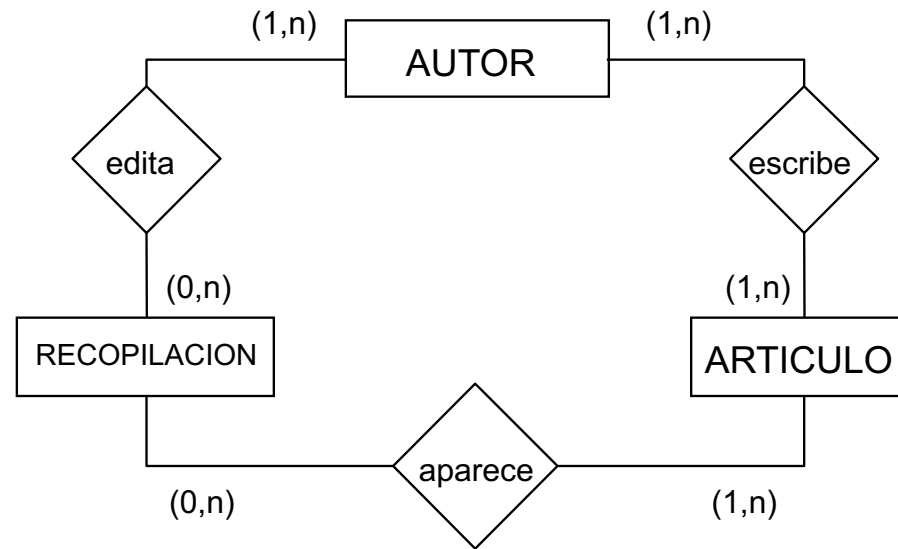 (1,n)
(1,n)
AUTOR
edita
escribe
(0,n)
(1,n)
RECOPILACION
ARTICULO
aparece
(0,n)
(1,n)